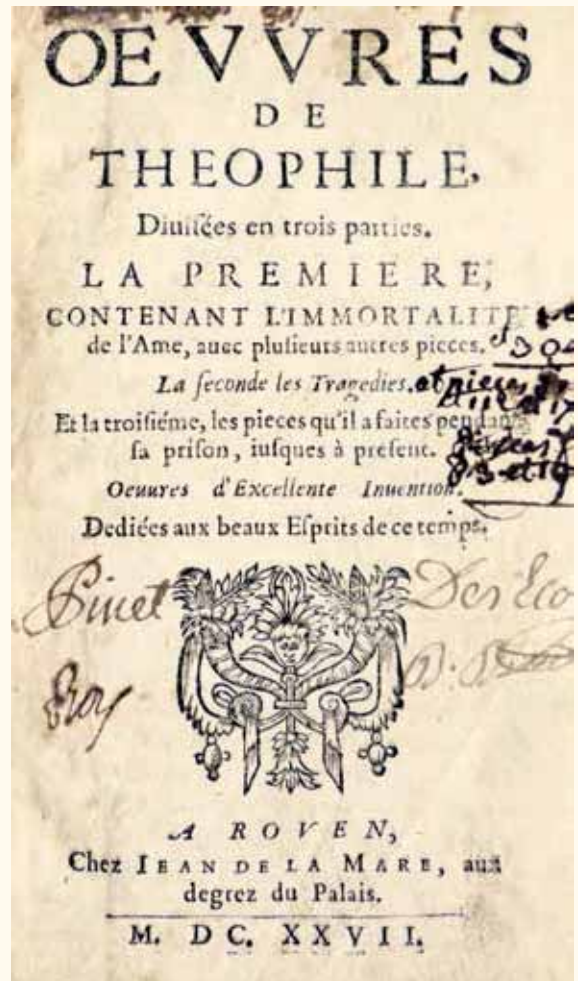 OEVVRES
DE
THEOPHILE,
Diuisées en trois parties.
LA PREMIERE,
CONTENANT L'IMMORTALITE
de l'Ame, auec plusieurs autres pieces.
La seconde les Tragedies. et pieces
Et la troisiéme, les pieces qu'il a faites pendant
sa prison, iusques à present.
Oeuures d'Excellente Inuention.
Dediées aux beaux Esprits de ce temps.
Pinet
A ROVEN,
Chez IEAN DE LA MARE, aux
degrez du Palais.
M. DC. XXVII.